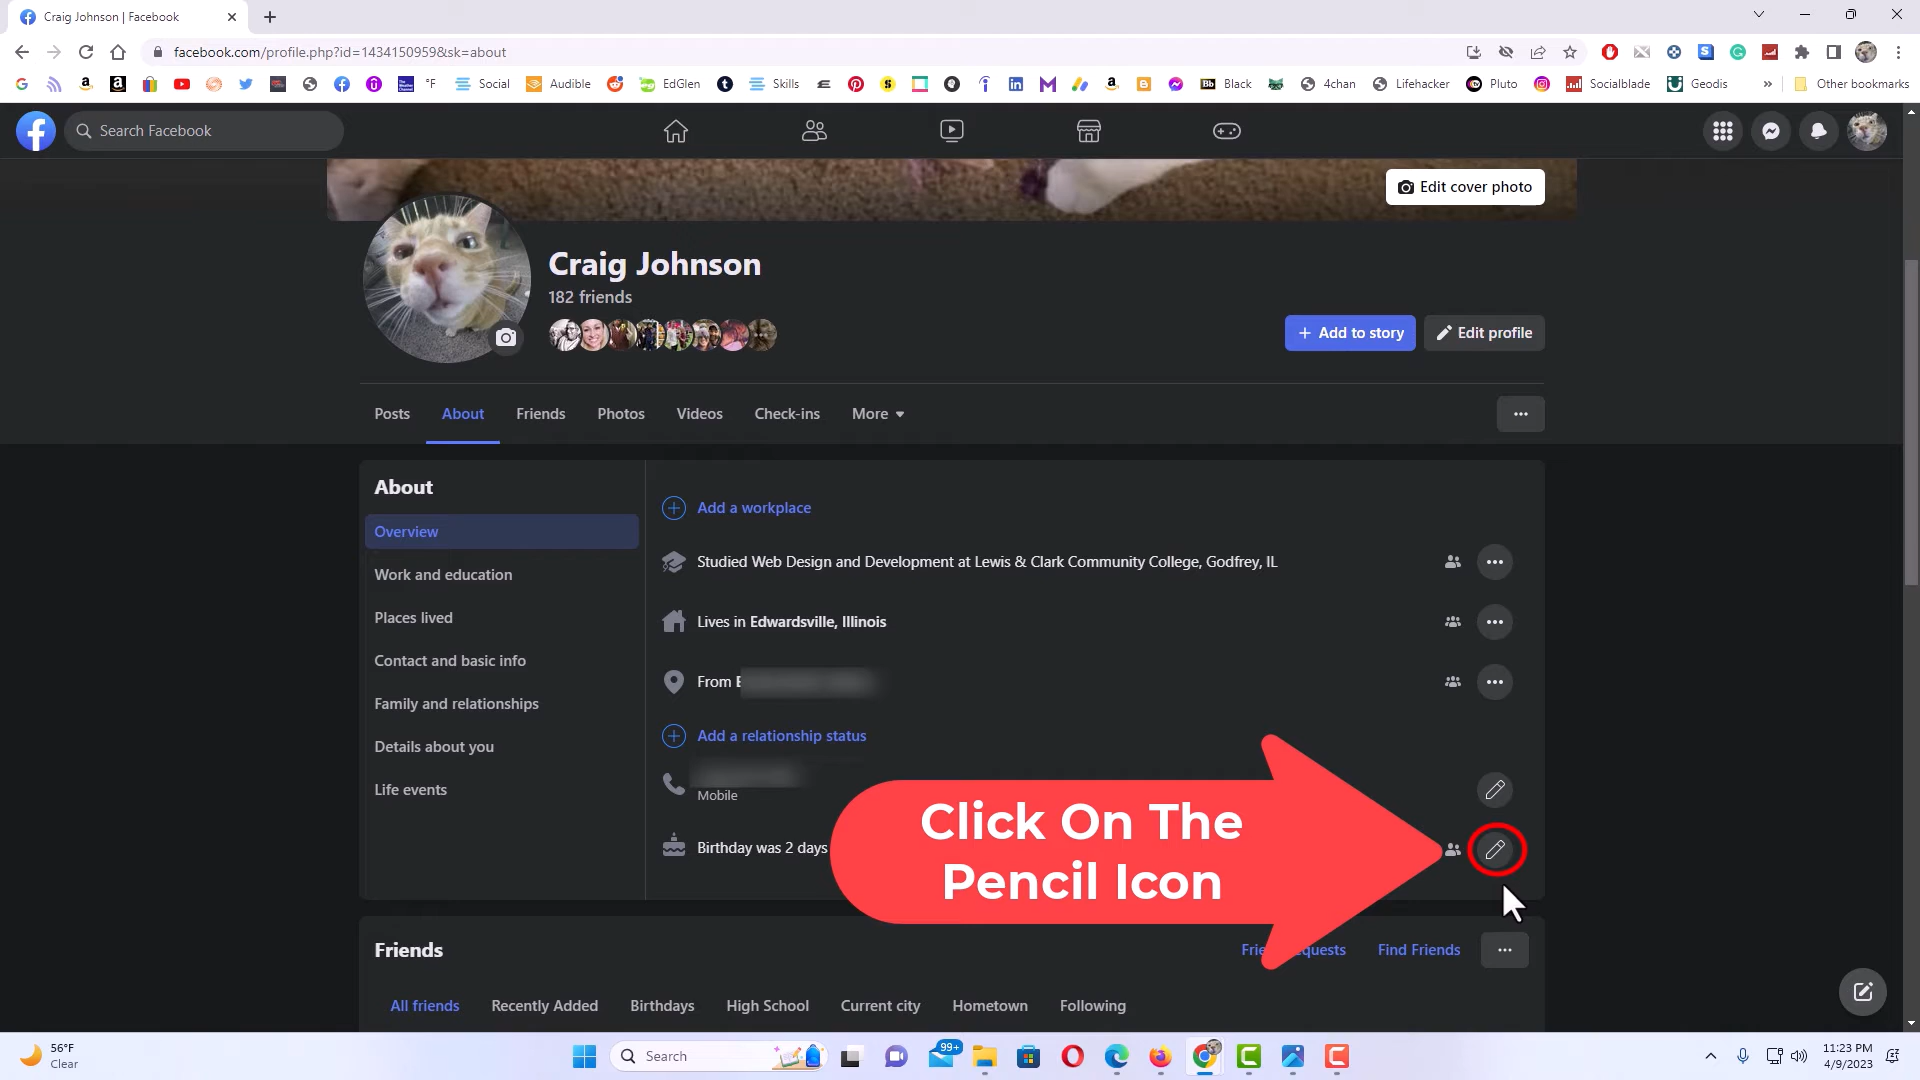 Craig Johnson | Facebook
facebook.com/profile.php?id=1434150959&sk=about
°F Social Audible EdGlen Skills Black 4chan Lifehacker Pluto Socialblade Geodis » Other bookmarks
Search Facebook
Edit cover photo
Craig Johnson
182 friends
+ Add to story
Edit profile
Posts About Friends Photos Videos Check-ins More
About
Overview
Work and education
Places lived
Contact and basic info
Family and relationships
Details about you
Life events
Add a workplace
Studied Web Design and Development at Lewis & Clark Community College, Godfrey, IL
Lives in Edwardsville, Illinois
From
Add a relationship status
Mobile
Birthday was 2 days
Click On The
Pencil Icon
Friends
Find Friends
All friends Recently Added Birthdays High School Current city Hometown Following
56°F
Clear
Search
99+
11:23 PM
4/9/2023